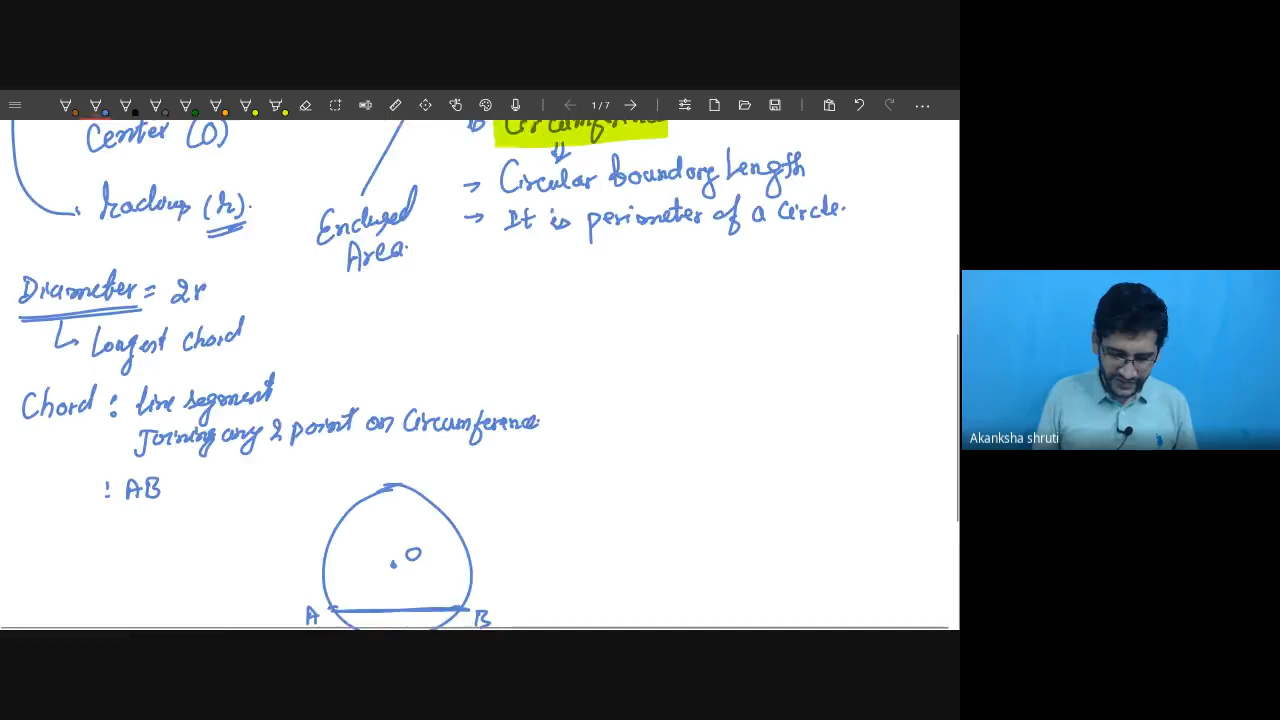 1/7
Center (O)
Radius (r).
Enclosed
Area.
Circumference
→ Circular boundary length
→ It is perimeter of a circle.
Diameter = 2r
Longest chord
Chord : line segment
Joining any 2 point on Circumference.
: AB
O
A
B
Akanksha shruti